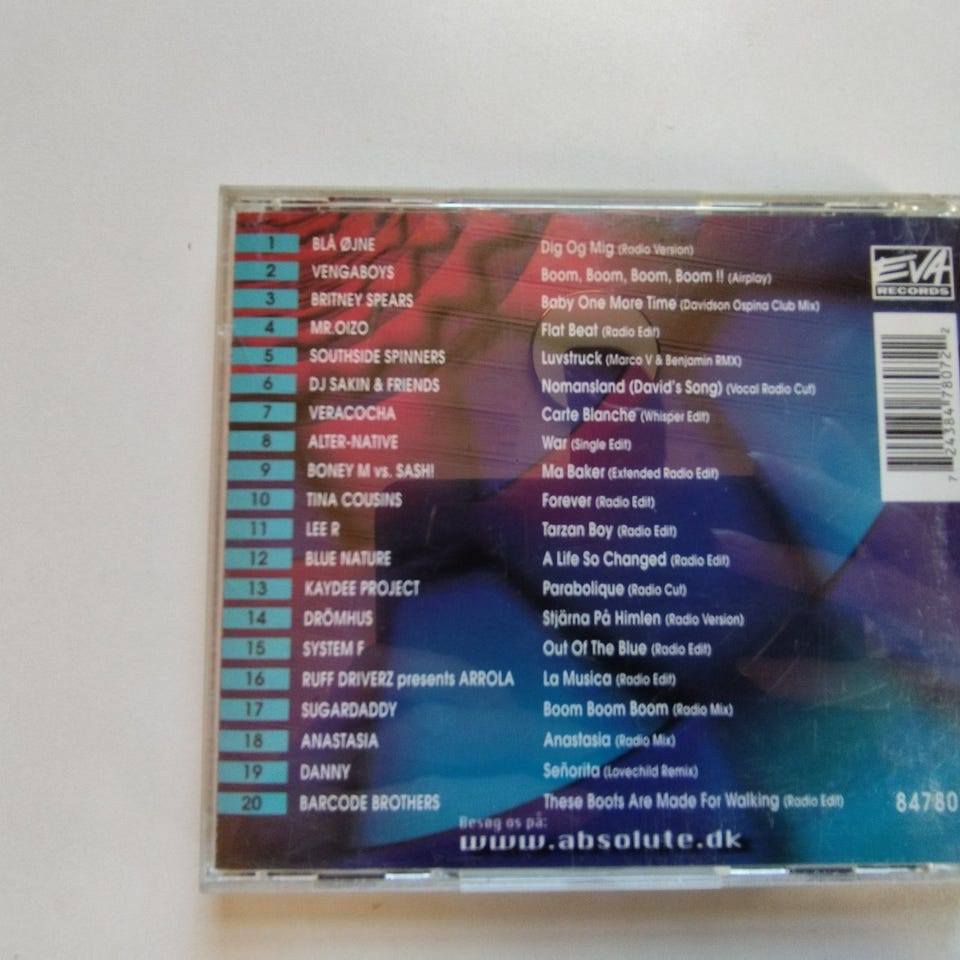 1 BLÅ ØJNE Dig Og Mig (Radio Version)
2 VENGABOYS Boom, Boom, Boom, Boom !! (Airplay)
3 BRITNEY SPEARS Baby One More Time (Davidson Ospina Club Mix)
4 MR.OIZO Flat Beat (Radio Edit)
5 SOUTHSIDE SPINNERS Luvstruck (Marco V & Benjamin RMX)
6 DJ SAKIN & FRIENDS Nomansland (David's Song) (Vocal Radio Cut)
7 VERACOCHA Carte Blanche (Whisper Edit)
8 ALTER-NATIVE War (Single Edit)
9 BONEY M vs. SASH! Ma Baker (Extended Radio Edit)
10 TINA COUSINS Forever (Radio Edit)
11 LEE R Tarzan Boy (Radio Edit)
12 BLUE NATURE A Life So Changed (Radio Edit)
13 KAYDEE PROJECT Parabolique (Radio Cut)
14 DRÖMHUS Stjärna På Himlen (Radio Version)
15 SYSTEM F Out Of The Blue (Radio Edit)
16 RUFF DRIVERZ presents ARROLA La Musica (Radio Edit)
17 SUGARDADDY Boom Boom Boom (Radio Mix)
18 ANASTASIA Anastasia (Radio Mix)
19 DANNY Señorita (Lovechild Remix)
20 BARCODE BROTHERS These Boots Are Made For Walking (Radio Edit)
Besøg os på:
www.absolute.dk
EVA
RECORDS
7 24384 78072 2
84780